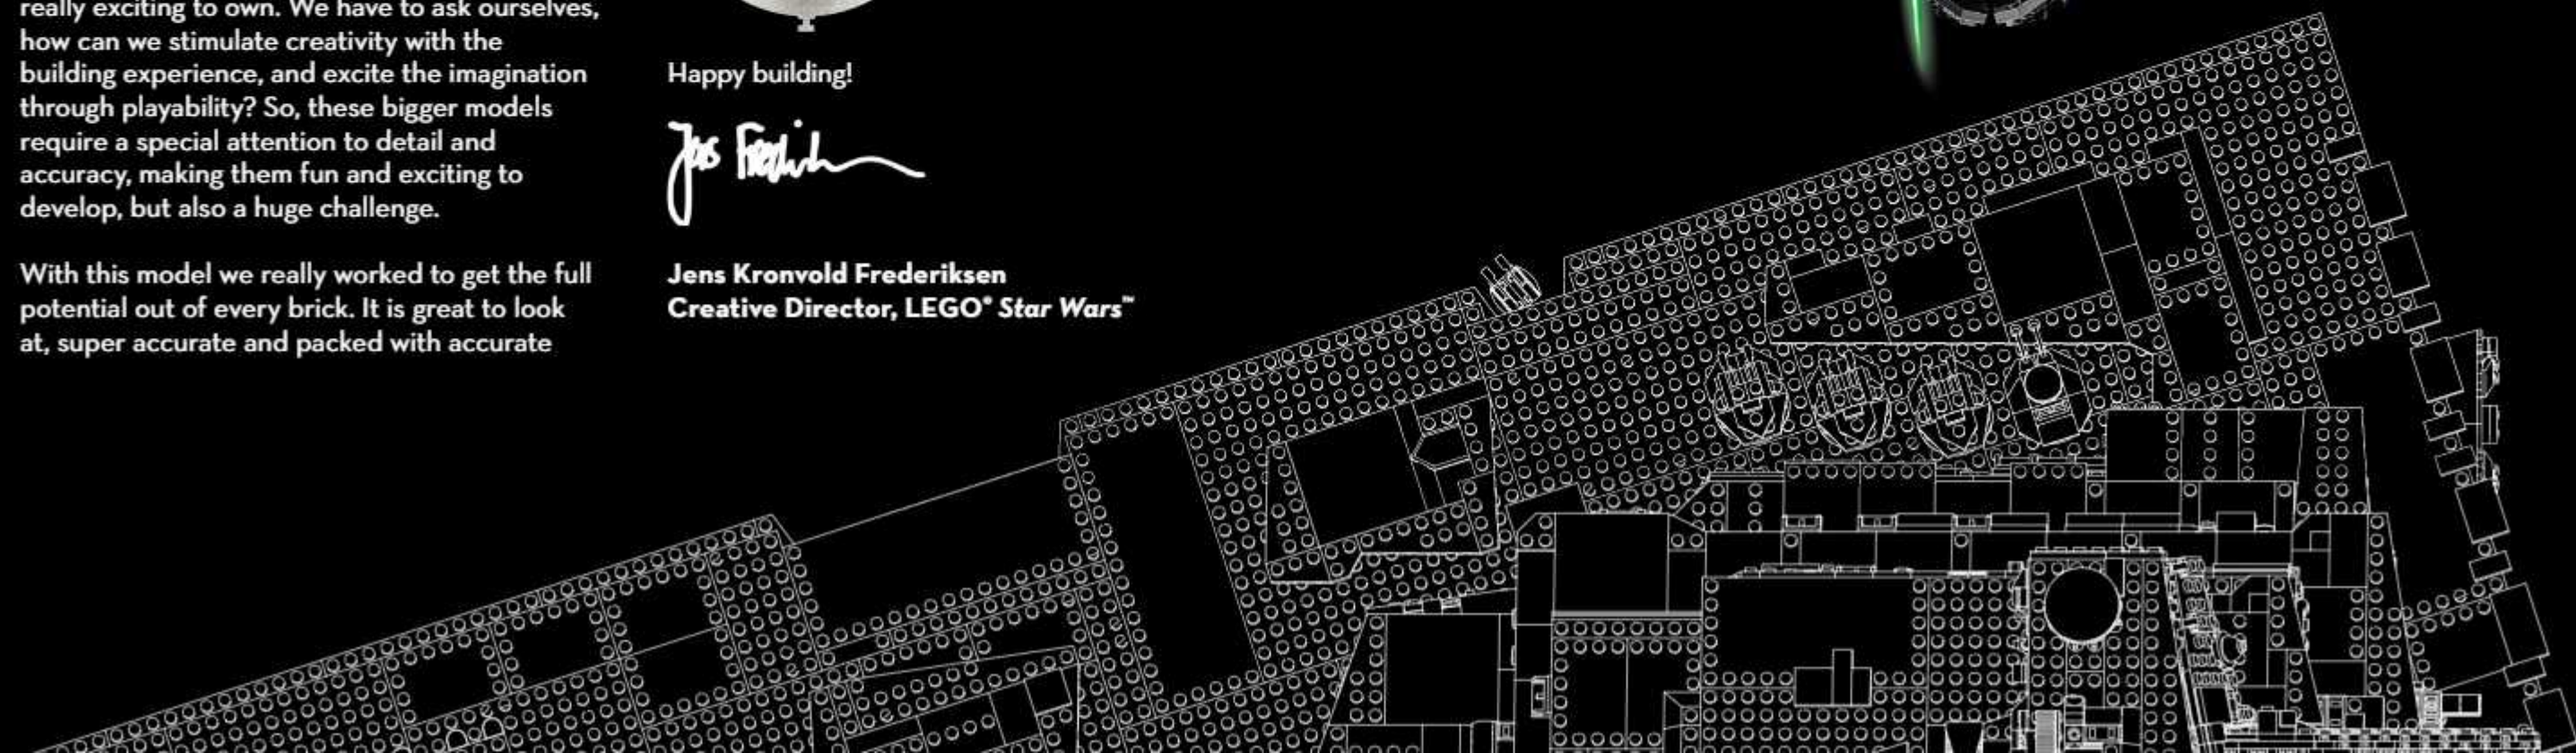 really exciting to own. We have to ask ourselves,
how can we stimulate creativity with the
building experience, and excite the imagination
through playability? So, these bigger models
require a special attention to detail and
accuracy, making them fun and exciting to
develop, but also a huge challenge.
With this model we really worked to get the full
potential out of every brick. It is great to look
at, super accurate and packed with accurate
Happy building!
Jens Kronvold Frederiksen
Creative Director, LEGO® Star Wars™